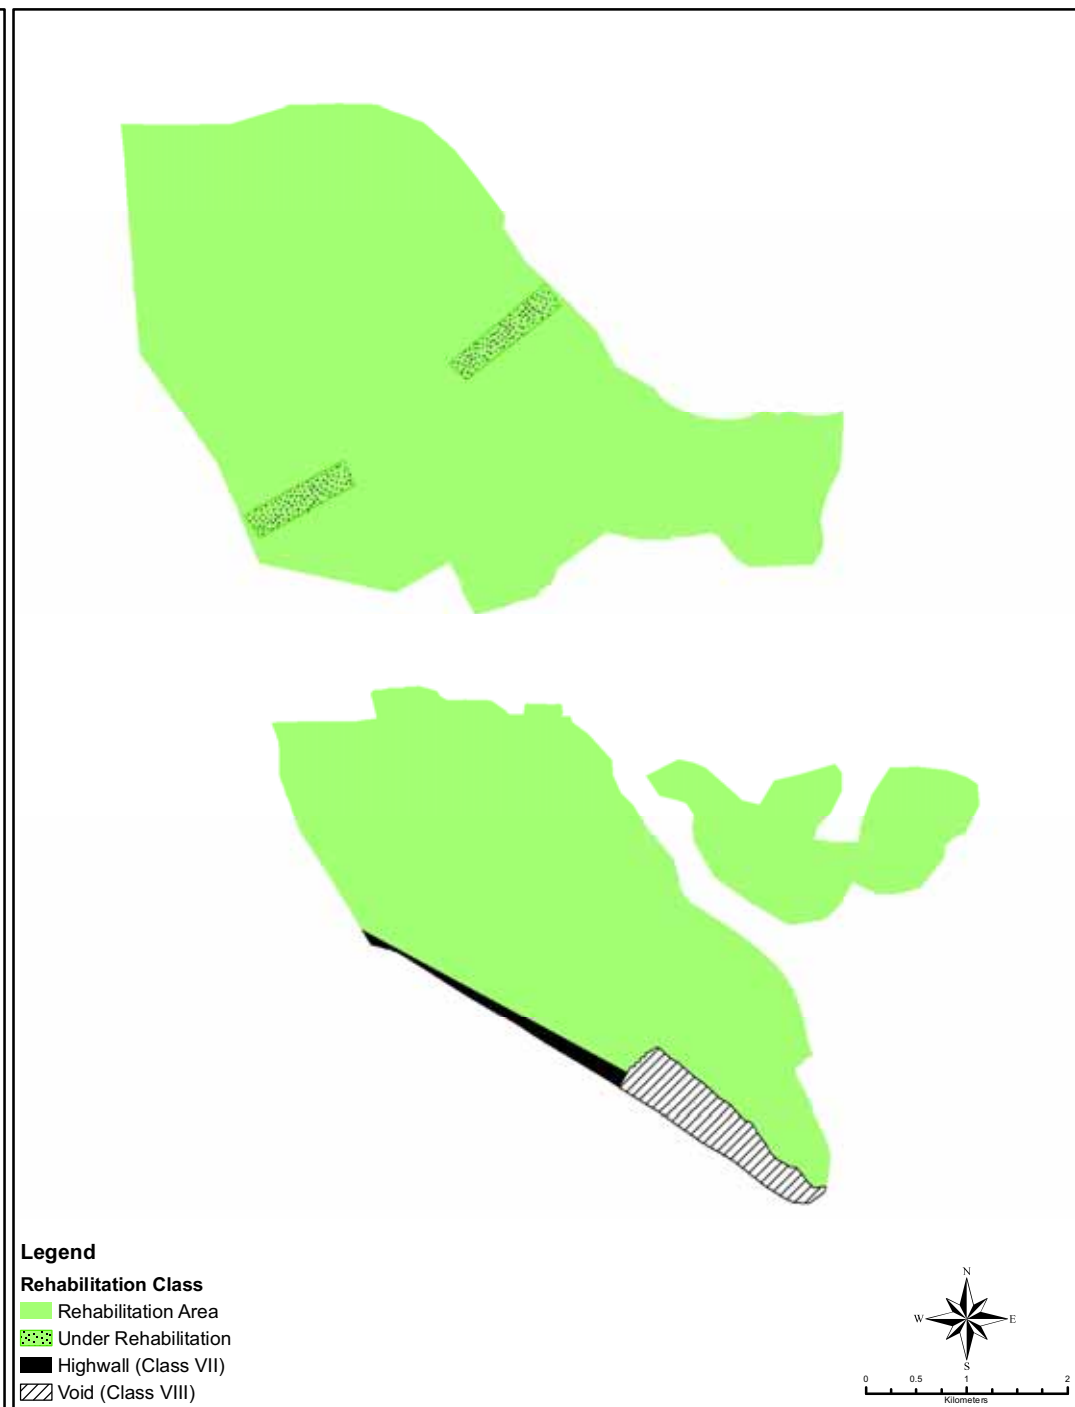 Legend
Rehabilitation Class
Rehabilitation Area
Under Rehabilitation
Highwall (Class VII)
Void (Class VIII)
N
W E
S
0 0.5 1 2
Kilometers